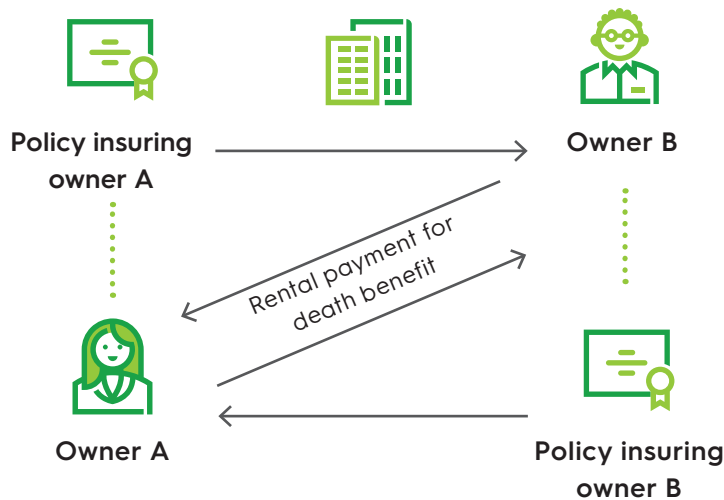 Policy insuring
owner A
Owner B
Rental payment for
death benefit
Owner A
Policy insuring
owner B